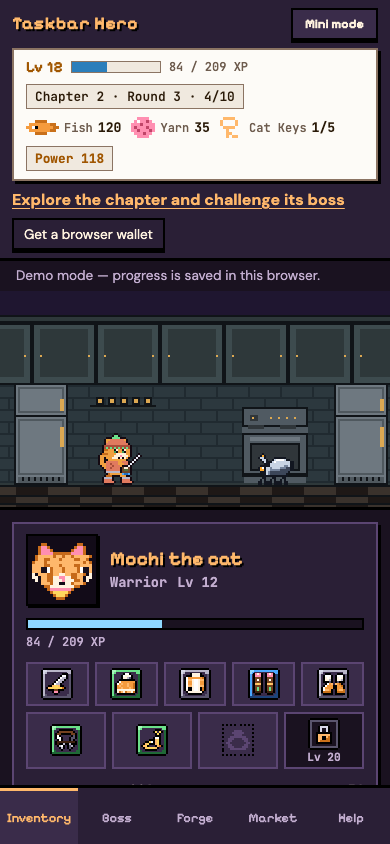 Taskbar Hero
Mini mode
Lv 12 84 / 209 XP
Chapter 2 · Round 3 · 4/10
Fish 120 Yarn 35 Cat Keys 1/5
Power 118
Explore the chapter and challenge its boss
Get a browser wallet
Demo mode — progress is saved in this browser.
Mochi the cat
Warrior Lv 12
84 / 209 XP
Lv 20
Inventory Boss Forge Market Help